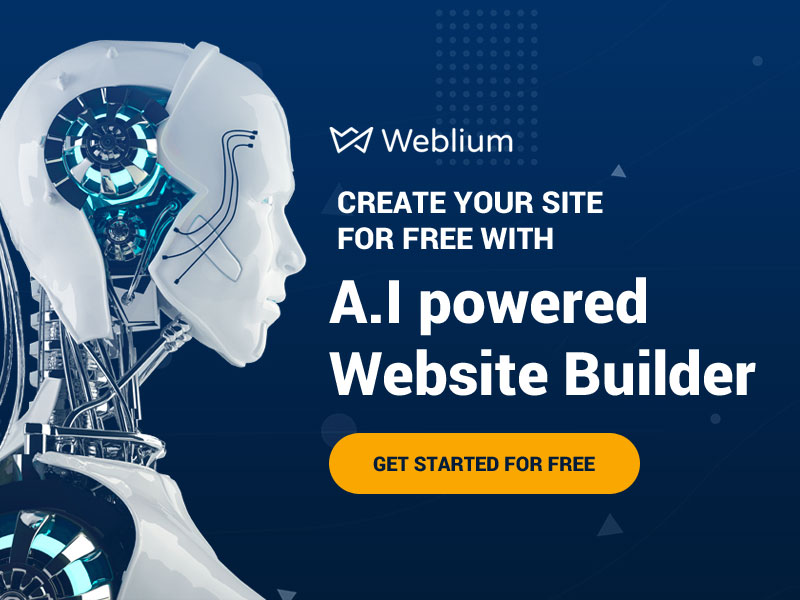 Weblium
CREATE YOUR SITE
FOR FREE WITH
A.I powered
Website Builder
GET STARTED FOR FREE